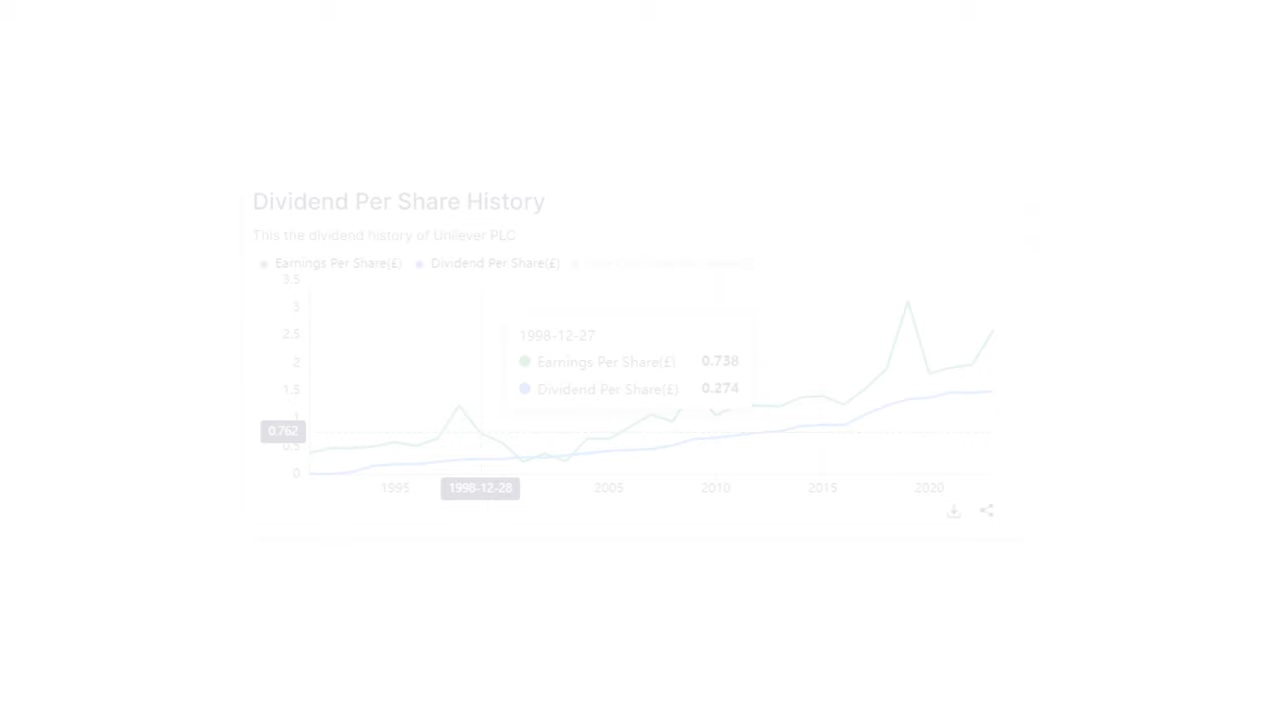 Dividend Per Share History
This the dividend history of Unilever PLC
Earnings Per Share(£) Dividend Per Share(£)
3.5
3
2.5
2
1.5
1
0.5
0
0.762
1998-12-27
Earnings Per Share(£) 0.738
Dividend Per Share(£) 0.274
1995 1998-12-28 2005 2010 2015 2020